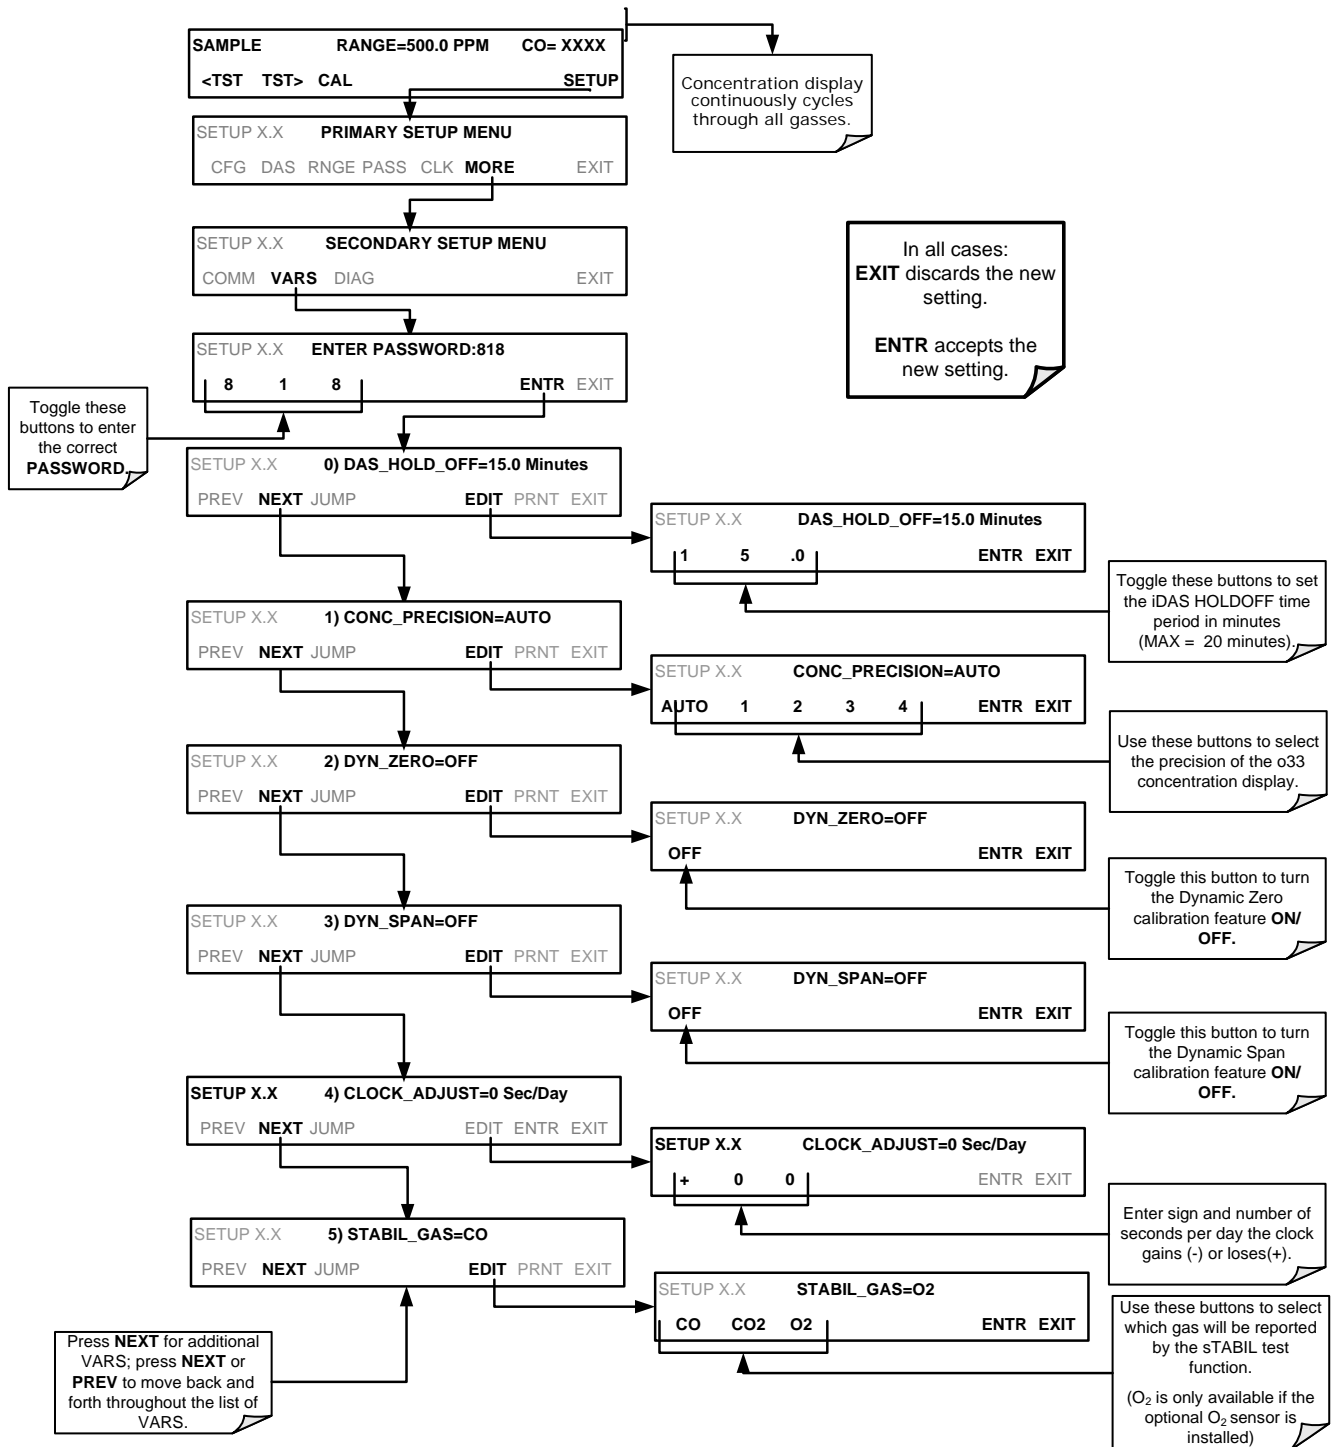 SAMPLE RANGE=500.0 PPM CO= XXXX
<TST TST> CAL SETUP
Concentration display
continuously cycles
through all gasses.
SETUP X.X PRIMARY SETUP MENU
CFG DAS RNGE PASS CLK MORE EXIT
SETUP X.X SECONDARY SETUP MENU
COMM VARS DIAG EXIT
In all cases:
EXIT discards the new
setting.
ENTR accepts the
new setting.
SETUP X.X ENTER PASSWORD:818
8 1 8 ENTR EXIT
Toggle these
buttons to enter
the correct
PASSWORD.
SETUP X.X 0) DAS_HOLD_OFF=15.0 Minutes
PREV NEXT JUMP EDIT PRNT EXIT
SETUP X.X DAS_HOLD_OFF=15.0 Minutes
1 5 .0 ENTR EXIT
Toggle these buttons to set
the iDAS HOLDOFF time
period in minutes
(MAX = 20 minutes).
SETUP X.X 1) CONC_PRECISION=AUTO
PREV NEXT JUMP EDIT PRNT EXIT
SETUP X.X CONC_PRECISION=AUTO
AUTO 1 2 3 4 ENTR EXIT
Use these buttons to select
the precision of the o33
concentration display.
SETUP X.X 2) DYN_ZERO=OFF
PREV NEXT JUMP EDIT PRNT EXIT
SETUP X.X DYN_ZERO=OFF
OFF ENTR EXIT
Toggle this button to turn
the Dynamic Zero
calibration feature ON/
OFF.
SETUP X.X 3) DYN_SPAN=OFF
PREV NEXT JUMP EDIT PRNT EXIT
SETUP X.X DYN_SPAN=OFF
OFF ENTR EXIT
Toggle this button to turn
the Dynamic Span
calibration feature ON/
OFF.
SETUP X.X 4) CLOCK_ADJUST=0 Sec/Day
PREV NEXT JUMP EDIT ENTR EXIT
SETUP X.X CLOCK_ADJUST=0 Sec/Day
+ 0 0 ENTR EXIT
Enter sign and number of
seconds per day the clock
gains (-) or loses(+).
SETUP X.X 5) STABIL_GAS=CO
PREV NEXT JUMP EDIT PRNT EXIT
SETUP X.X STABIL_GAS=O2
CO CO2 O2 ENTR EXIT
Use these buttons to select
which gas will be reported
by the sTABIL test
function.
(O2 is only available if the
optional O2 sensor is
installed)
Press NEXT for additional
VARS; press NEXT or
PREV to move back and
forth throughout the list of
VARS.